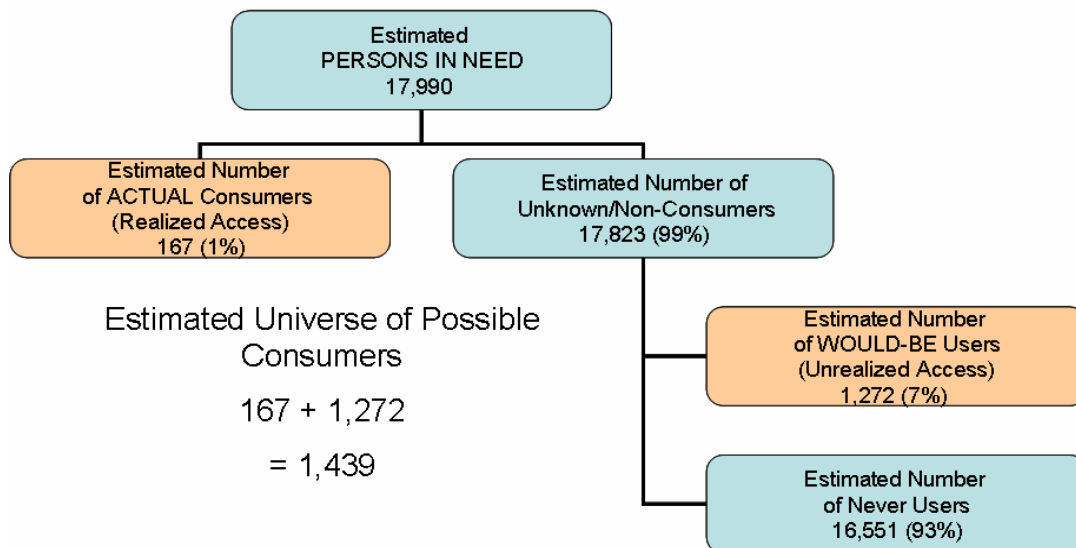 Estimated
PERSONS IN NEED
17,990
Estimated Number
of ACTUAL Consumers
(Realized Access)
167 (1%)
Estimated Number of
Unknown/Non-Consumers
17,823 (99%)
Estimated Universe of Possible
Consumers
167 + 1,272
= 1,439
Estimated Number
of WOULD-BE Users
(Unrealized Access)
1,272 (7%)
Estimated Number
of Never Users
16,551 (93%)